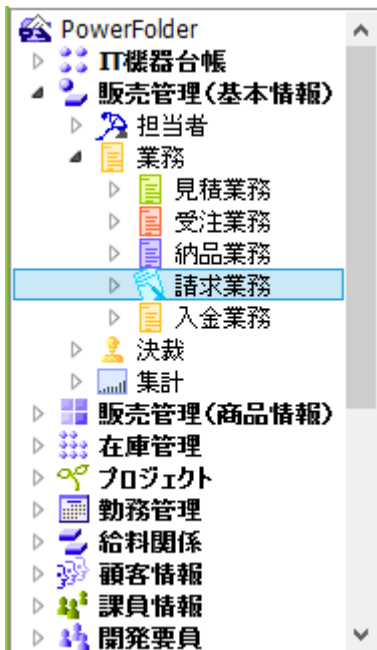 PowerFolder
IT機器台帳
販売管理(基本情報)
担当者
業務
見積業務
受注業務
納品業務
請求業務
入金業務
決裁
集計
販売管理(商品情報)
在庫管理
プロジェクト
勤務管理
給料関係
顧客情報
課員情報
開発要員